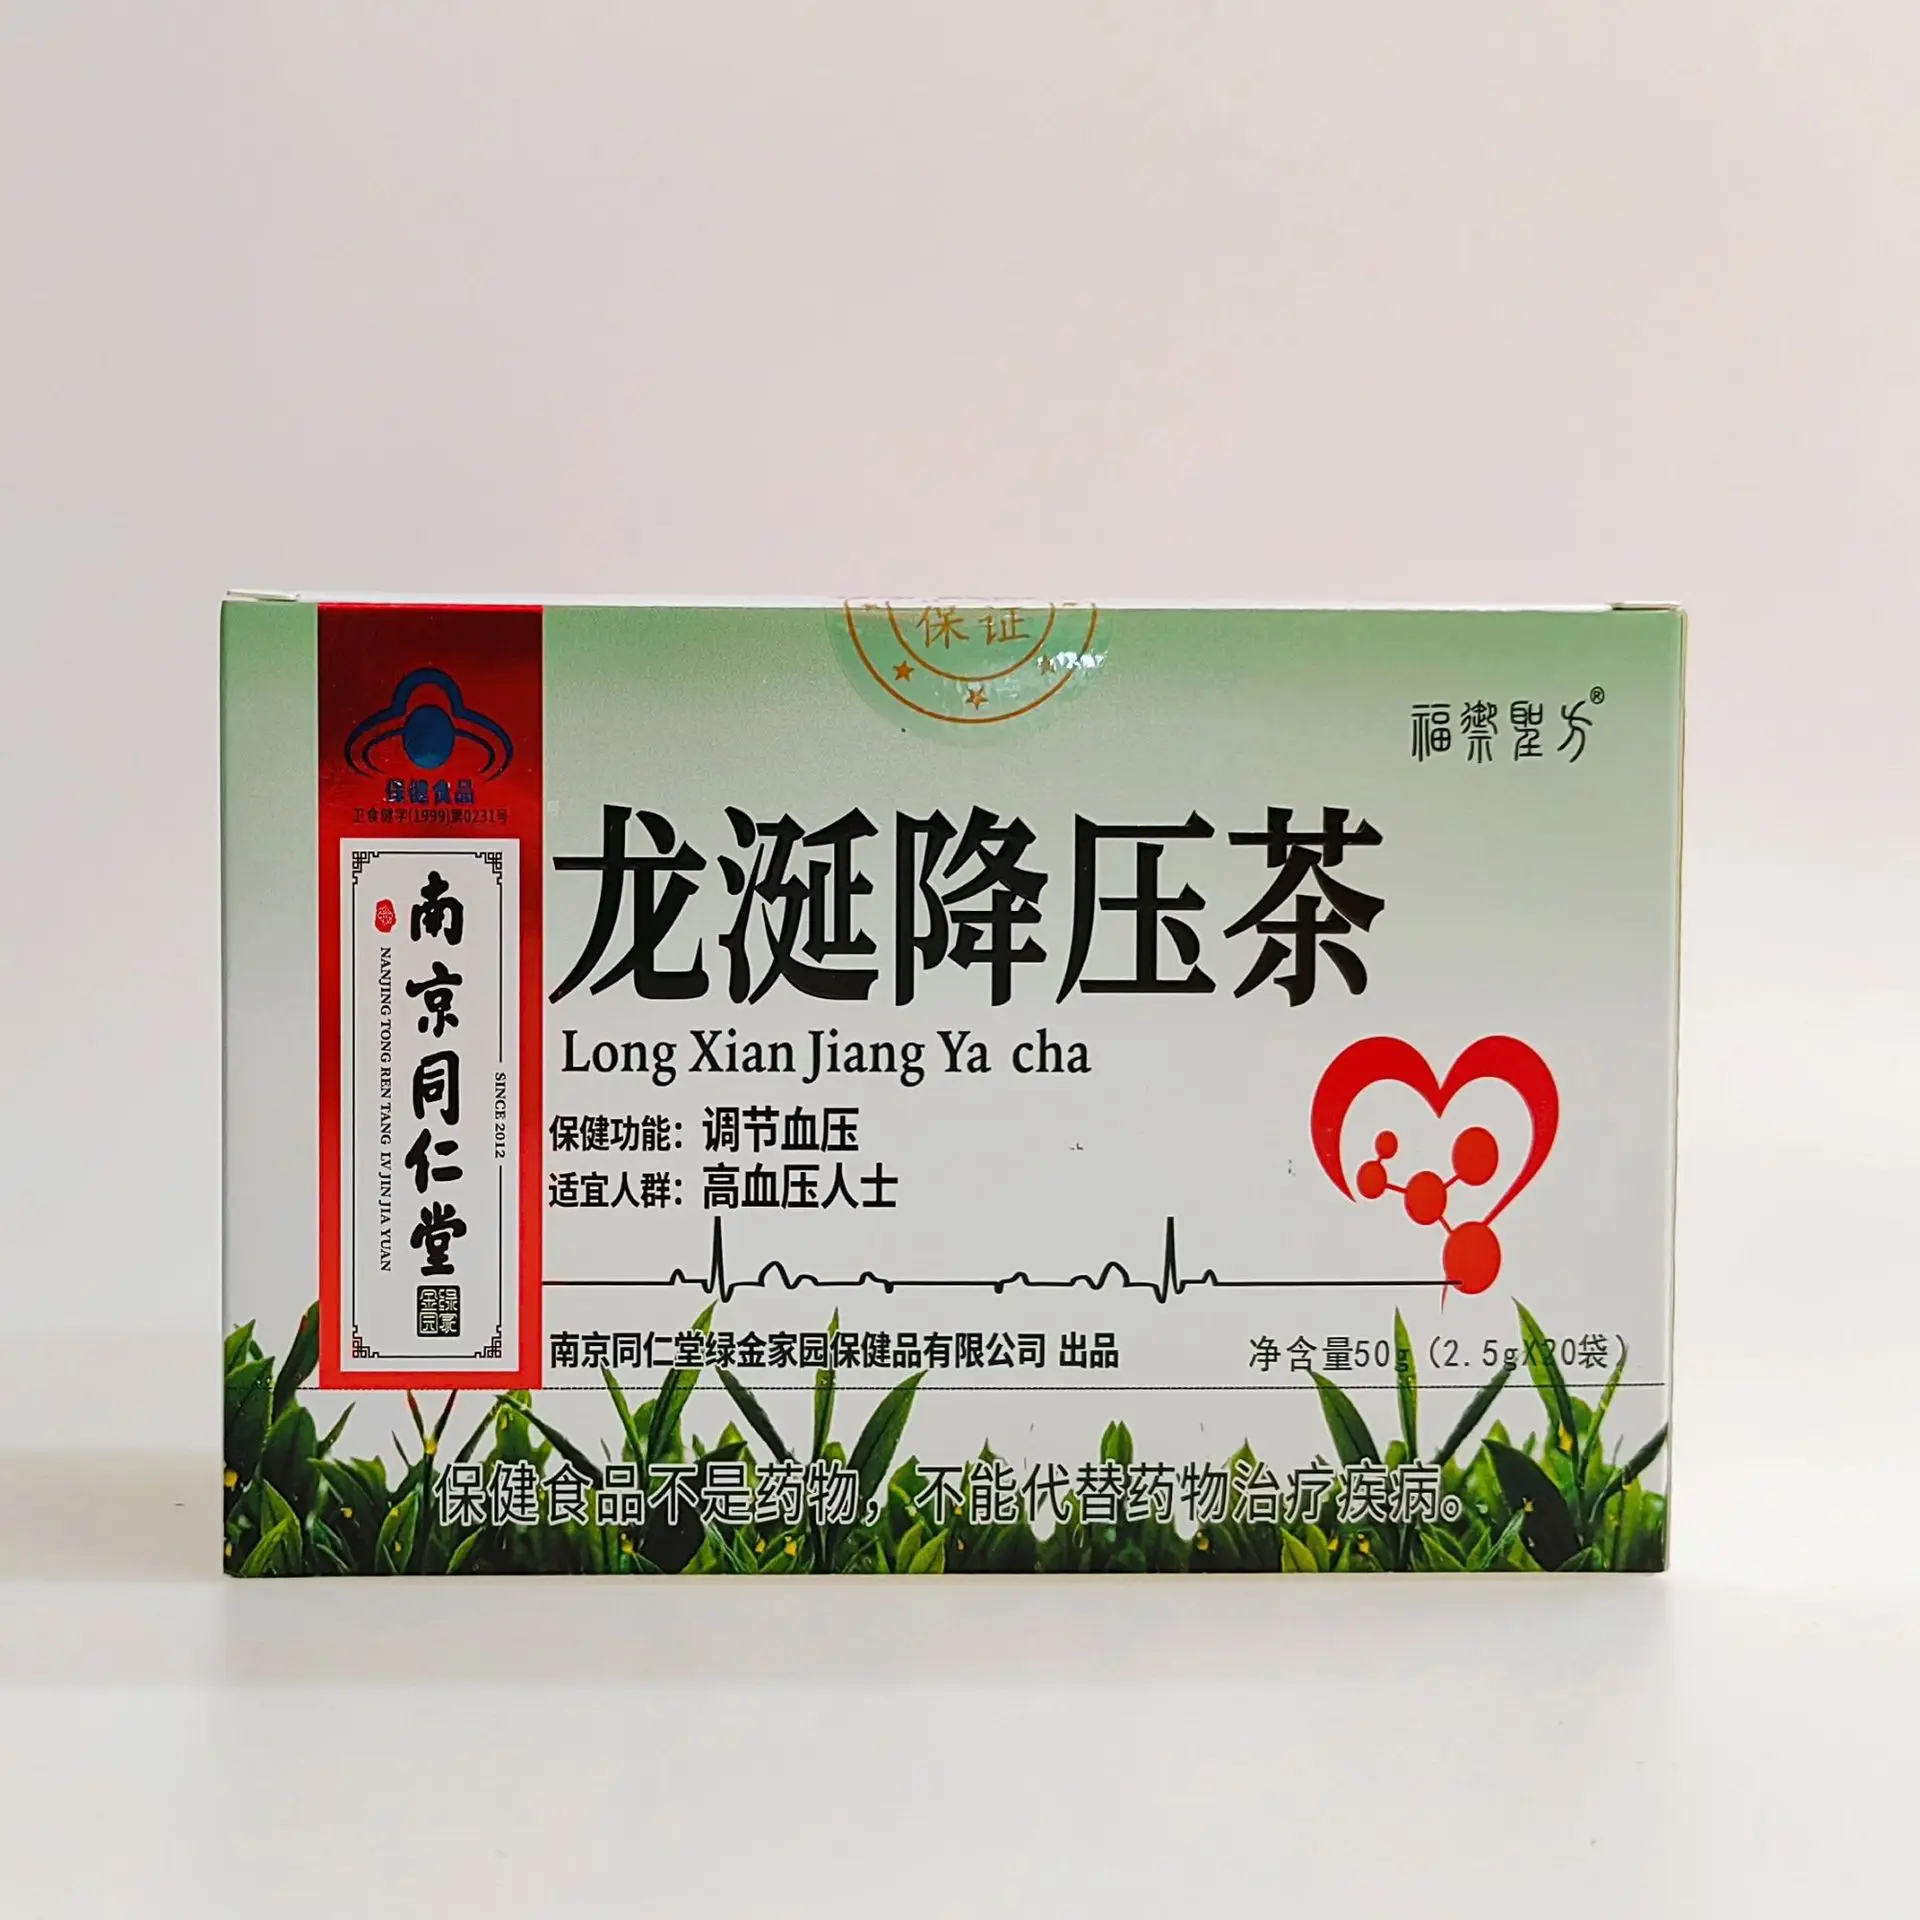 保证
福御聖方®
保健食品
卫食健字(1999)第0231号
南京同仁堂
NANJING TONG REN TANG LV JIN JIA YUAN
SINCE 2012
绿金家园
龙涎降压茶
Long Xian Jiang Ya cha
保健功能：调节血压
适宜人群：高血压人士
南京同仁堂绿金家园保健品有限公司 出品
净含量50g（2.5gX20袋）
保健食品不是药物，不能代替药物治疗疾病。